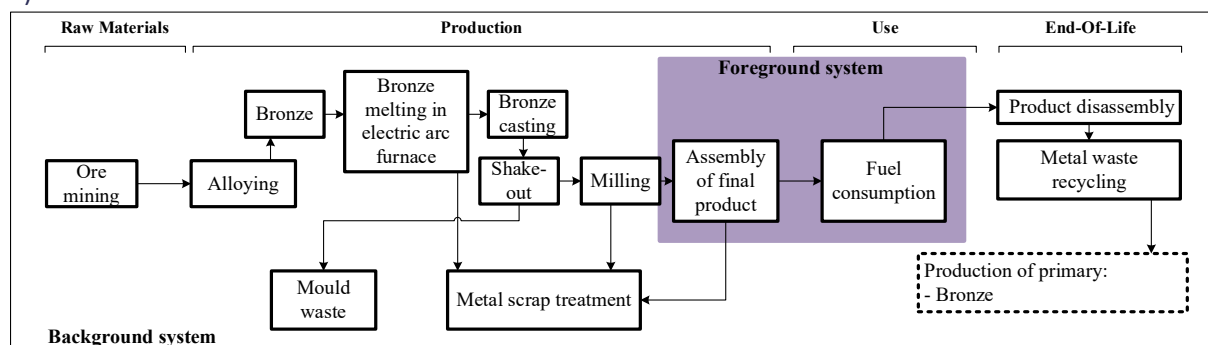 Raw Materials
Production
Use
End-Of-Life
Foreground system
Bronze
Bronze
melting in
electric arc
furnace
Bronze
casting
Product disassembly
Ore
mining
Alloying
Shake-
out
Milling
Assembly
of final
product
Fuel
consumption
Metal waste
recycling
Mould
waste
Metal scrap treatment
Production of primary:
- Bronze
Background system